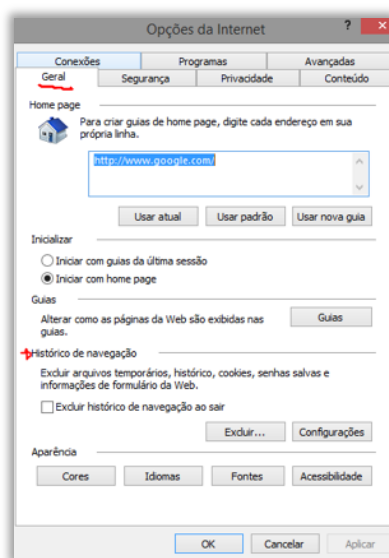 Opções da Internet
?
×
Conexões Programas Avançadas
Geral Segurança Privacidade Conteúdo
Home page
Para criar guias de home page, digite cada endereço em sua
própria linha.
http://www.google.com/
Usar atual Usar padrão Usar nova guia
Inicializar
Iniciar com guias da última sessão
Iniciar com home page
Guias
Alterar como as páginas da Web são exibidas nas
guias.
Guias
Histórico de navegação
Excluir arquivos temporários, histórico, cookies, senhas salvas e
informações de formulário da Web.
Excluir histórico de navegação ao sair
Excluir... Configurações
Aparência
Cores Idiomas Fontes Acessibilidade
OK Cancelar Aplicar